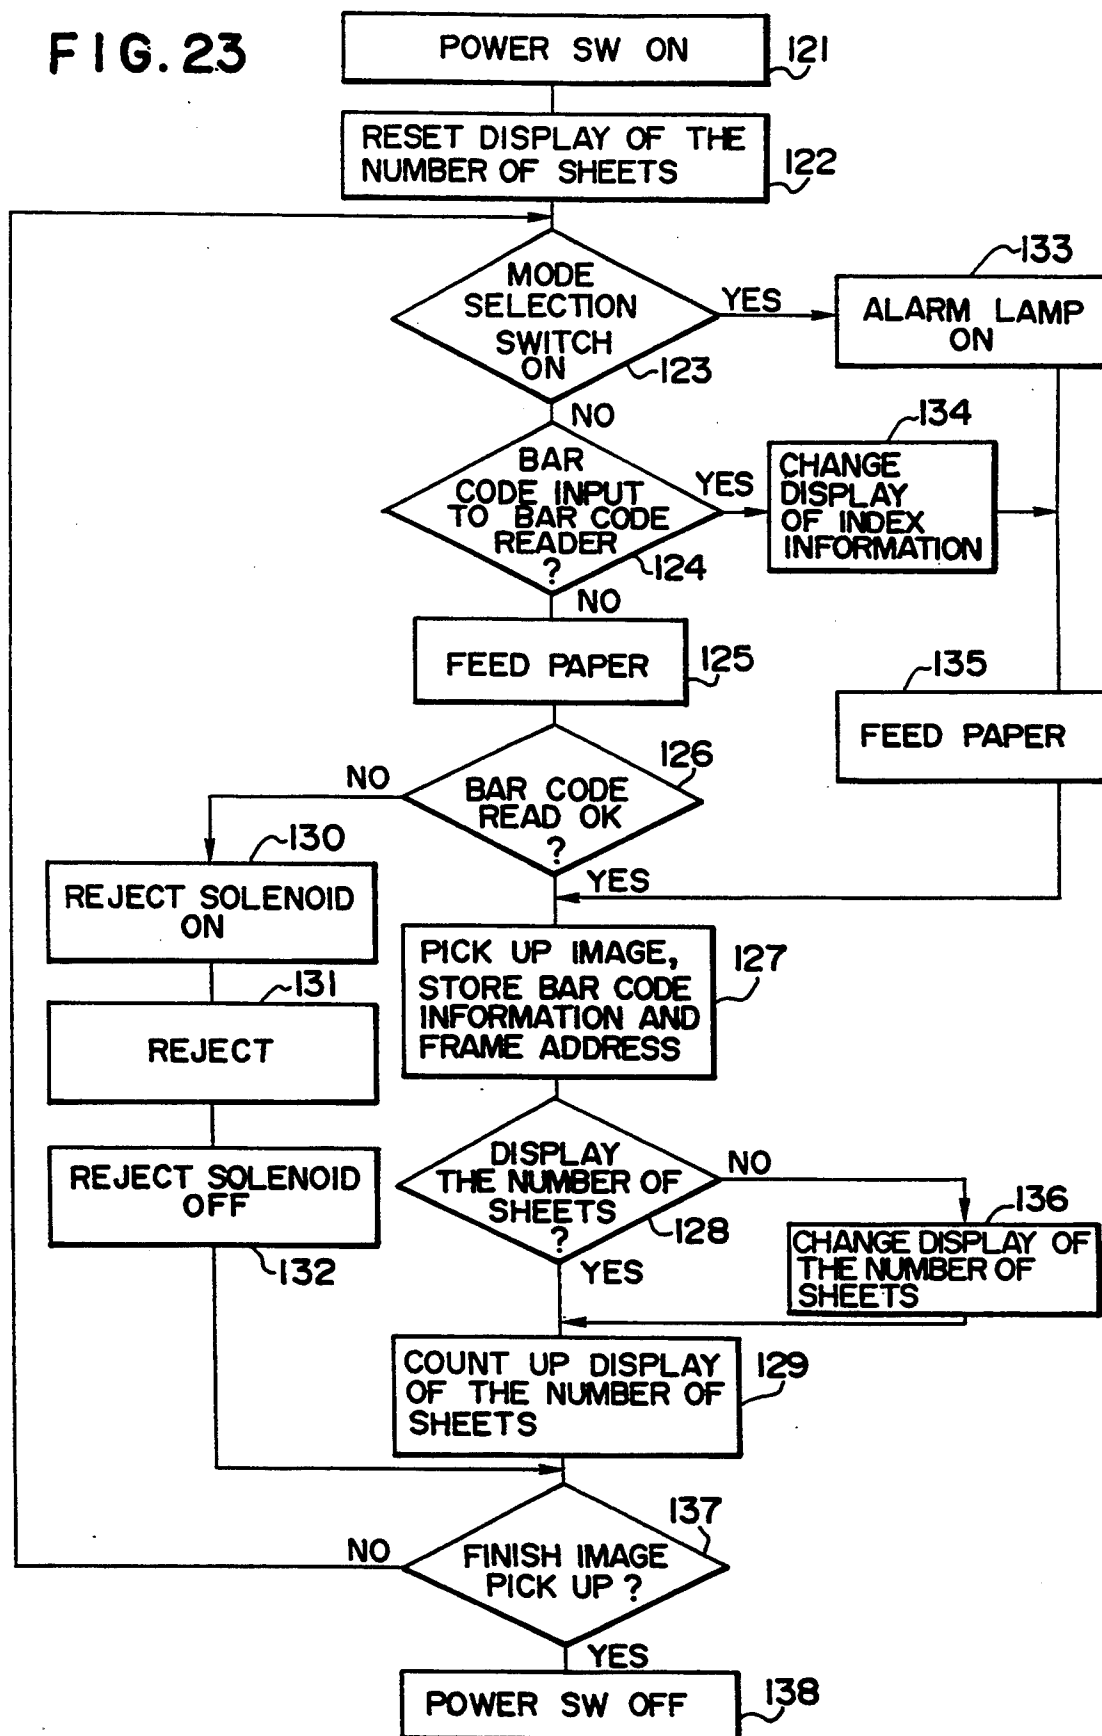 FIG. 23
POWER SW ON
121
RESET DISPLAY OF THE
NUMBER OF SHEETS
122
MODE
SELECTION
SWITCH
ON
123
YES
133
ALARM LAMP
ON
NO
BAR
CODE INPUT
TO BAR CODE
READER
?
124
YES
134
CHANGE
DISPLAY
OF INDEX
INFORMATION
NO
FEED PAPER
125
135
FEED PAPER
126
NO
BAR CODE
READ OK
?
YES
130
REJECT SOLENOID
ON
131
REJECT
REJECT SOLENOID
OFF
132
PICK UP IMAGE,
STORE BAR CODE
INFORMATION AND
FRAME ADDRESS
127
DISPLAY
THE NUMBER OF
SHEETS
?
128
NO
136
CHANGE DISPLAY OF
THE NUMBER OF
SHEETS
YES
COUNT UP DISPLAY
OF THE NUMBER OF
SHEETS
129
137
NO
FINISH IMAGE
PICK UP ?
YES
POWER SW OFF
138